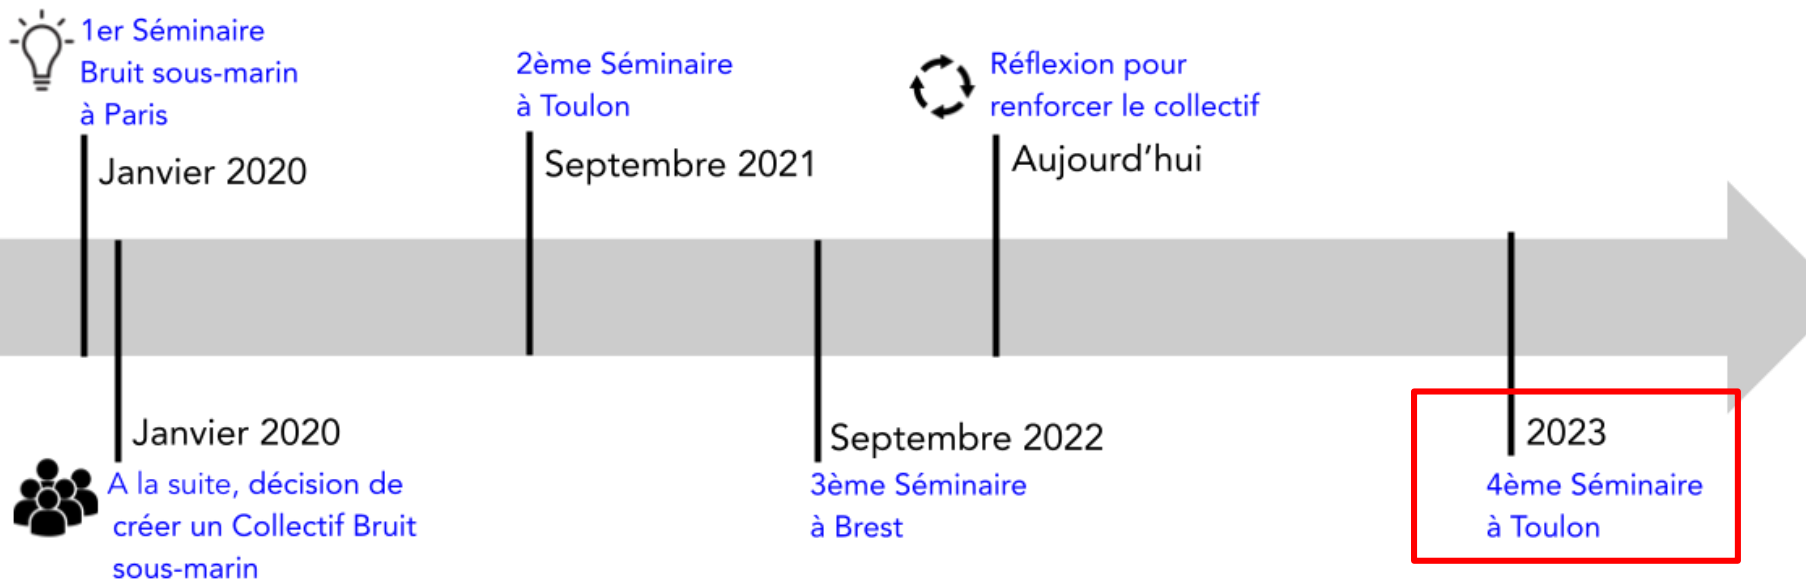 1er Séminaire
Bruit sous-marin
à Paris
Janvier 2020
2ème Séminaire
à Toulon
Septembre 2021
Réflexion pour
renforcer le collectif
Aujourd’hui
Janvier 2020
A la suite, décision de
créer un Collectif Bruit
sous-marin
Septembre 2022
3ème Séminaire
à Brest
2023
4ème Séminaire
à Toulon